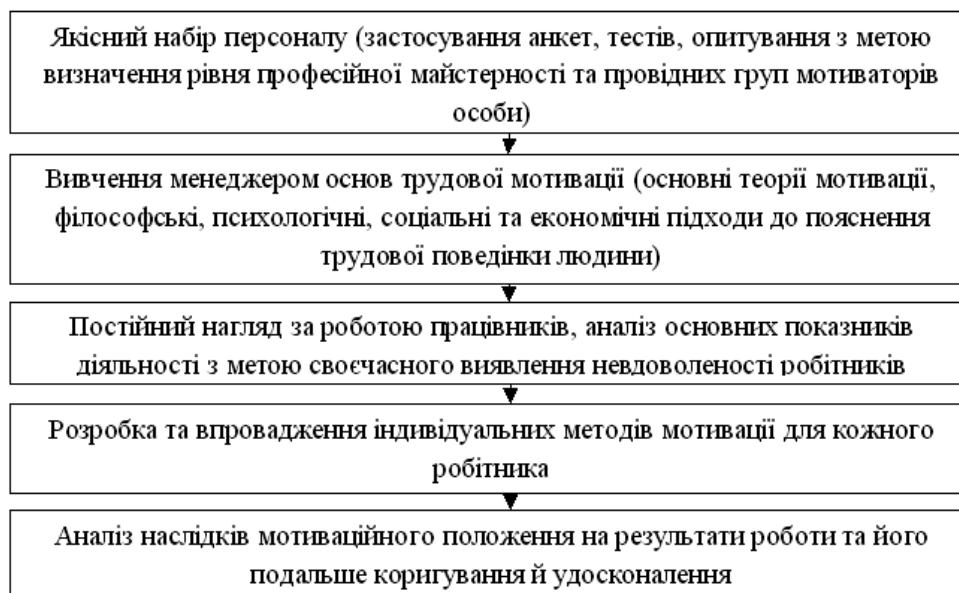 Якісний набір персоналу (застосування анкет, тестів, опитування з метою
визначення рівня професійної майстерності та провідних груп мотиваторів
особи)
Вивчення менеджером основ трудової мотивації (основні теорії мотивації,
філософські, психологічні, соціальні та економічні підходи до пояснення
трудової поведінки людини)
Постійний нагляд за роботою працівників, аналіз основних показників
діяльності з метою своєчасного виявлення невдоволеності робітників
Розробка та впровадження індивідуальних методів мотивації для кожного
робітника
Аналіз наслідків мотиваційного положення на результати роботи та його
подальше коригування й удосконалення